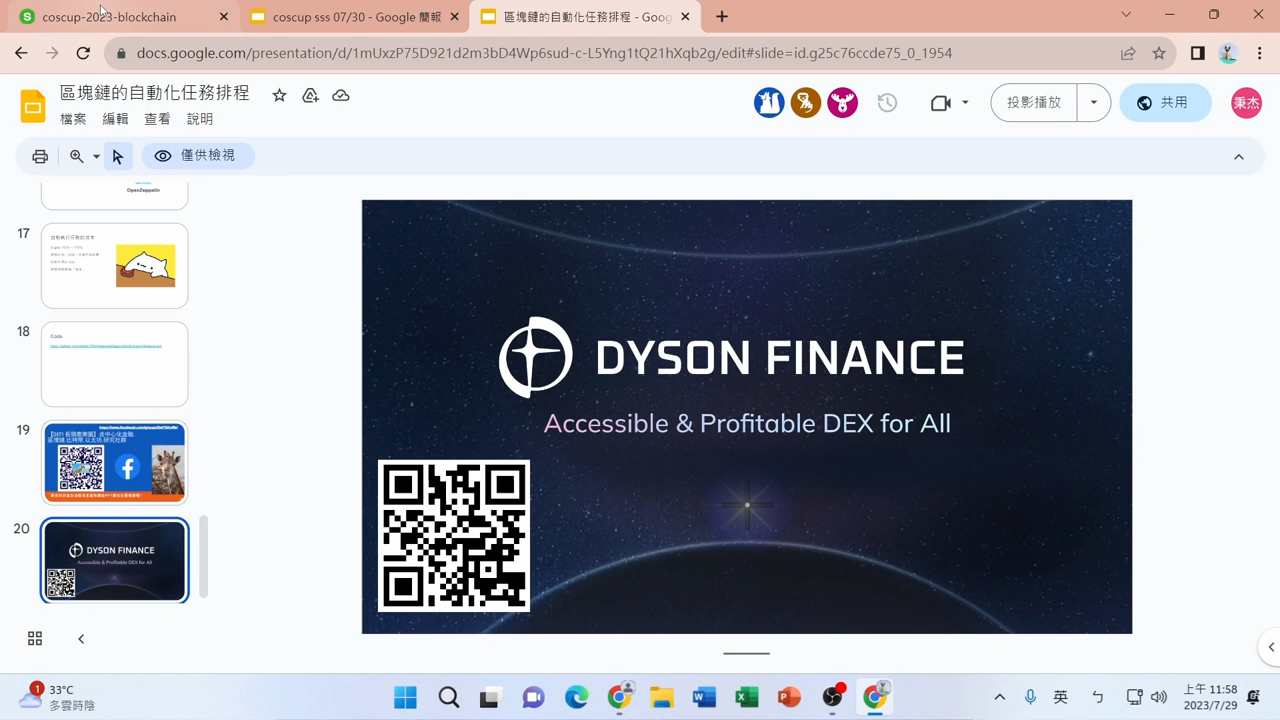 coscup-2023-blockchain
coscup sss 07/30 - Google 簡報
區塊鏈的自動化任務排程 - Goog
docs.google.com/presentation/d/1mUxzP75D921d2m3bD4Wp6sud-c-L5Yng1tQ21hXqb2g/edit#slide=id.g25c76ccde75_0_1954
區塊鏈的自動化任務排程
檔案 編輯 查看 說明
投影播放
共用
秉杰
僅供檢視
OpenZeppelin
17
18
Code
19
20
DYSON FINANCE
Accessible & Profitable DEX for All
DYSON FINANCE
Accessible & Profitable DEX for All
1
33°C
多雲時陰
英
ㄅ
上午 11:58
2023/7/29